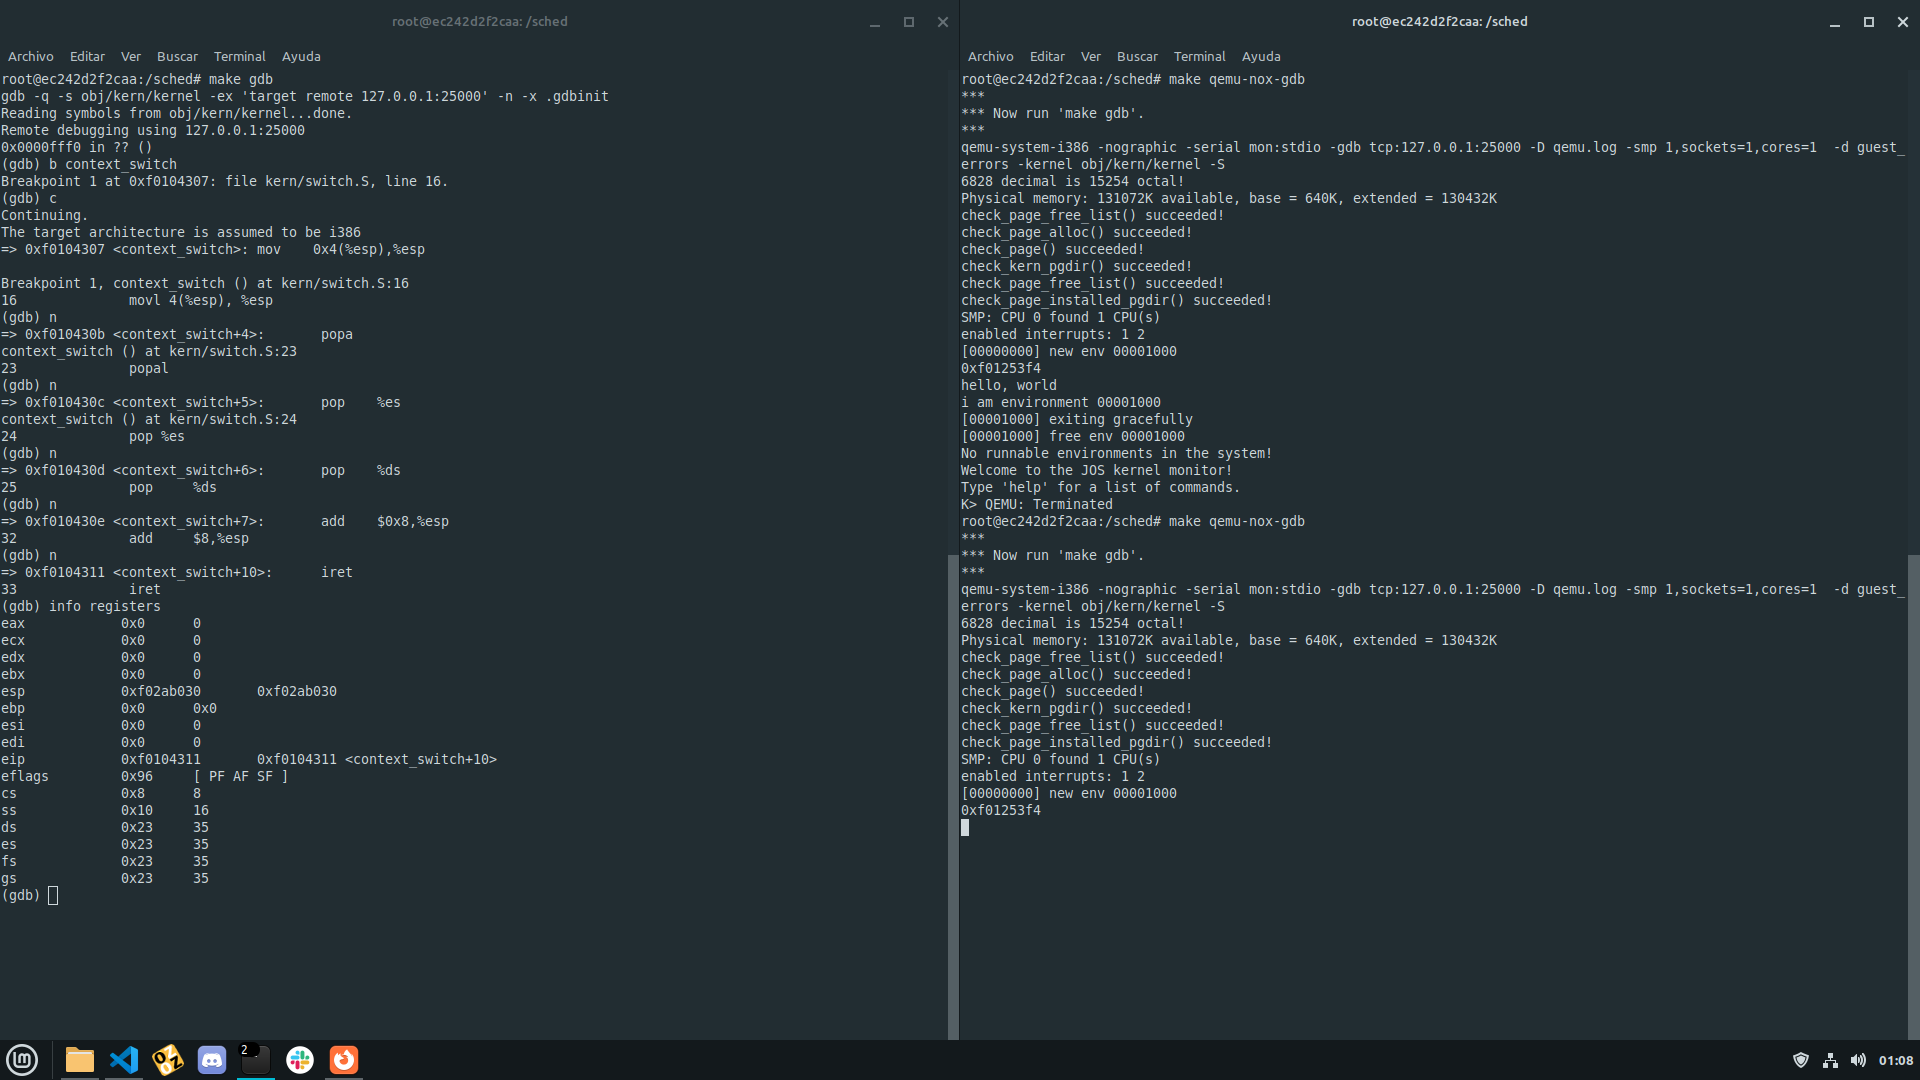 root@ec242d2f2caa: /sched
Archivo Editar Ver Buscar Terminal Ayuda
root@ec242d2f2caa:/sched# make gdb
gdb -q -s obj/kern/kernel -ex 'target remote 127.0.0.1:25000' -n -x .gdbinit
Reading symbols from obj/kern/kernel...done.
Remote debugging using 127.0.0.1:25000
0x0000fff0 in ?? ()
(gdb) b context_switch
Breakpoint 1 at 0xf0104307: file kern/switch.S, line 16.
(gdb) c
Continuing.
The target architecture is assumed to be i386
=> 0xf0104307 <context_switch>: mov    0x4(%esp),%esp

Breakpoint 1, context_switch () at kern/switch.S:16
16              movl 4(%esp), %esp
(gdb) n
=> 0xf010430b <context_switch+4>:       popa
context_switch () at kern/switch.S:23
23              popal
(gdb) n
=> 0xf010430c <context_switch+5>:       pop    %es
context_switch () at kern/switch.S:24
24              pop %es
(gdb) n
=> 0xf010430d <context_switch+6>:       pop    %ds
25              pop     %ds
(gdb) n
=> 0xf010430e <context_switch+7>:       add    $0x8,%esp
32              add     $8,%esp
(gdb) n
=> 0xf0104311 <context_switch+10>:      iret
33              iret
(gdb) info registers
eax            0x0      0
ecx            0x0      0
edx            0x0      0
ebx            0x0      0
esp            0xf02ab030       0xf02ab030
ebp            0x0      0x0
esi            0x0      0
edi            0x0      0
eip            0xf0104311       0xf0104311 <context_switch+10>
eflags         0x96     [ PF AF SF ]
cs             0x8      8
ss             0x10     16
ds             0x23     35
es             0x23     35
fs             0x23     35
gs             0x23     35
(gdb)
root@ec242d2f2caa: /sched
Archivo Editar Ver Buscar Terminal Ayuda
root@ec242d2f2caa:/sched# make qemu-nox-gdb
***
*** Now run 'make gdb'.
***
qemu-system-i386 -nographic -serial mon:stdio -gdb tcp:127.0.0.1:25000 -D qemu.log -smp 1,sockets=1,cores=1  -d guest_
errors -kernel obj/kern/kernel -S
6828 decimal is 15254 octal!
Physical memory: 131072K available, base = 640K, extended = 130432K
check_page_free_list() succeeded!
check_page_alloc() succeeded!
check_page() succeeded!
check_kern_pgdir() succeeded!
check_page_free_list() succeeded!
check_page_installed_pgdir() succeeded!
SMP: CPU 0 found 1 CPU(s)
enabled interrupts: 1 2
[00000000] new env 00001000
0xf01253f4
hello, world
i am environment 00001000
[00001000] exiting gracefully
[00001000] free env 00001000
No runnable environments in the system!
Welcome to the JOS kernel monitor!
Type 'help' for a list of commands.
K> QEMU: Terminated
root@ec242d2f2caa:/sched# make qemu-nox-gdb
***
*** Now run 'make gdb'.
***
qemu-system-i386 -nographic -serial mon:stdio -gdb tcp:127.0.0.1:25000 -D qemu.log -smp 1,sockets=1,cores=1  -d guest_
errors -kernel obj/kern/kernel -S
6828 decimal is 15254 octal!
Physical memory: 131072K available, base = 640K, extended = 130432K
check_page_free_list() succeeded!
check_page_alloc() succeeded!
check_page() succeeded!
check_kern_pgdir() succeeded!
check_page_free_list() succeeded!
check_page_installed_pgdir() succeeded!
SMP: CPU 0 found 1 CPU(s)
enabled interrupts: 1 2
[00000000] new env 00001000
0xf01253f4
2
01:08